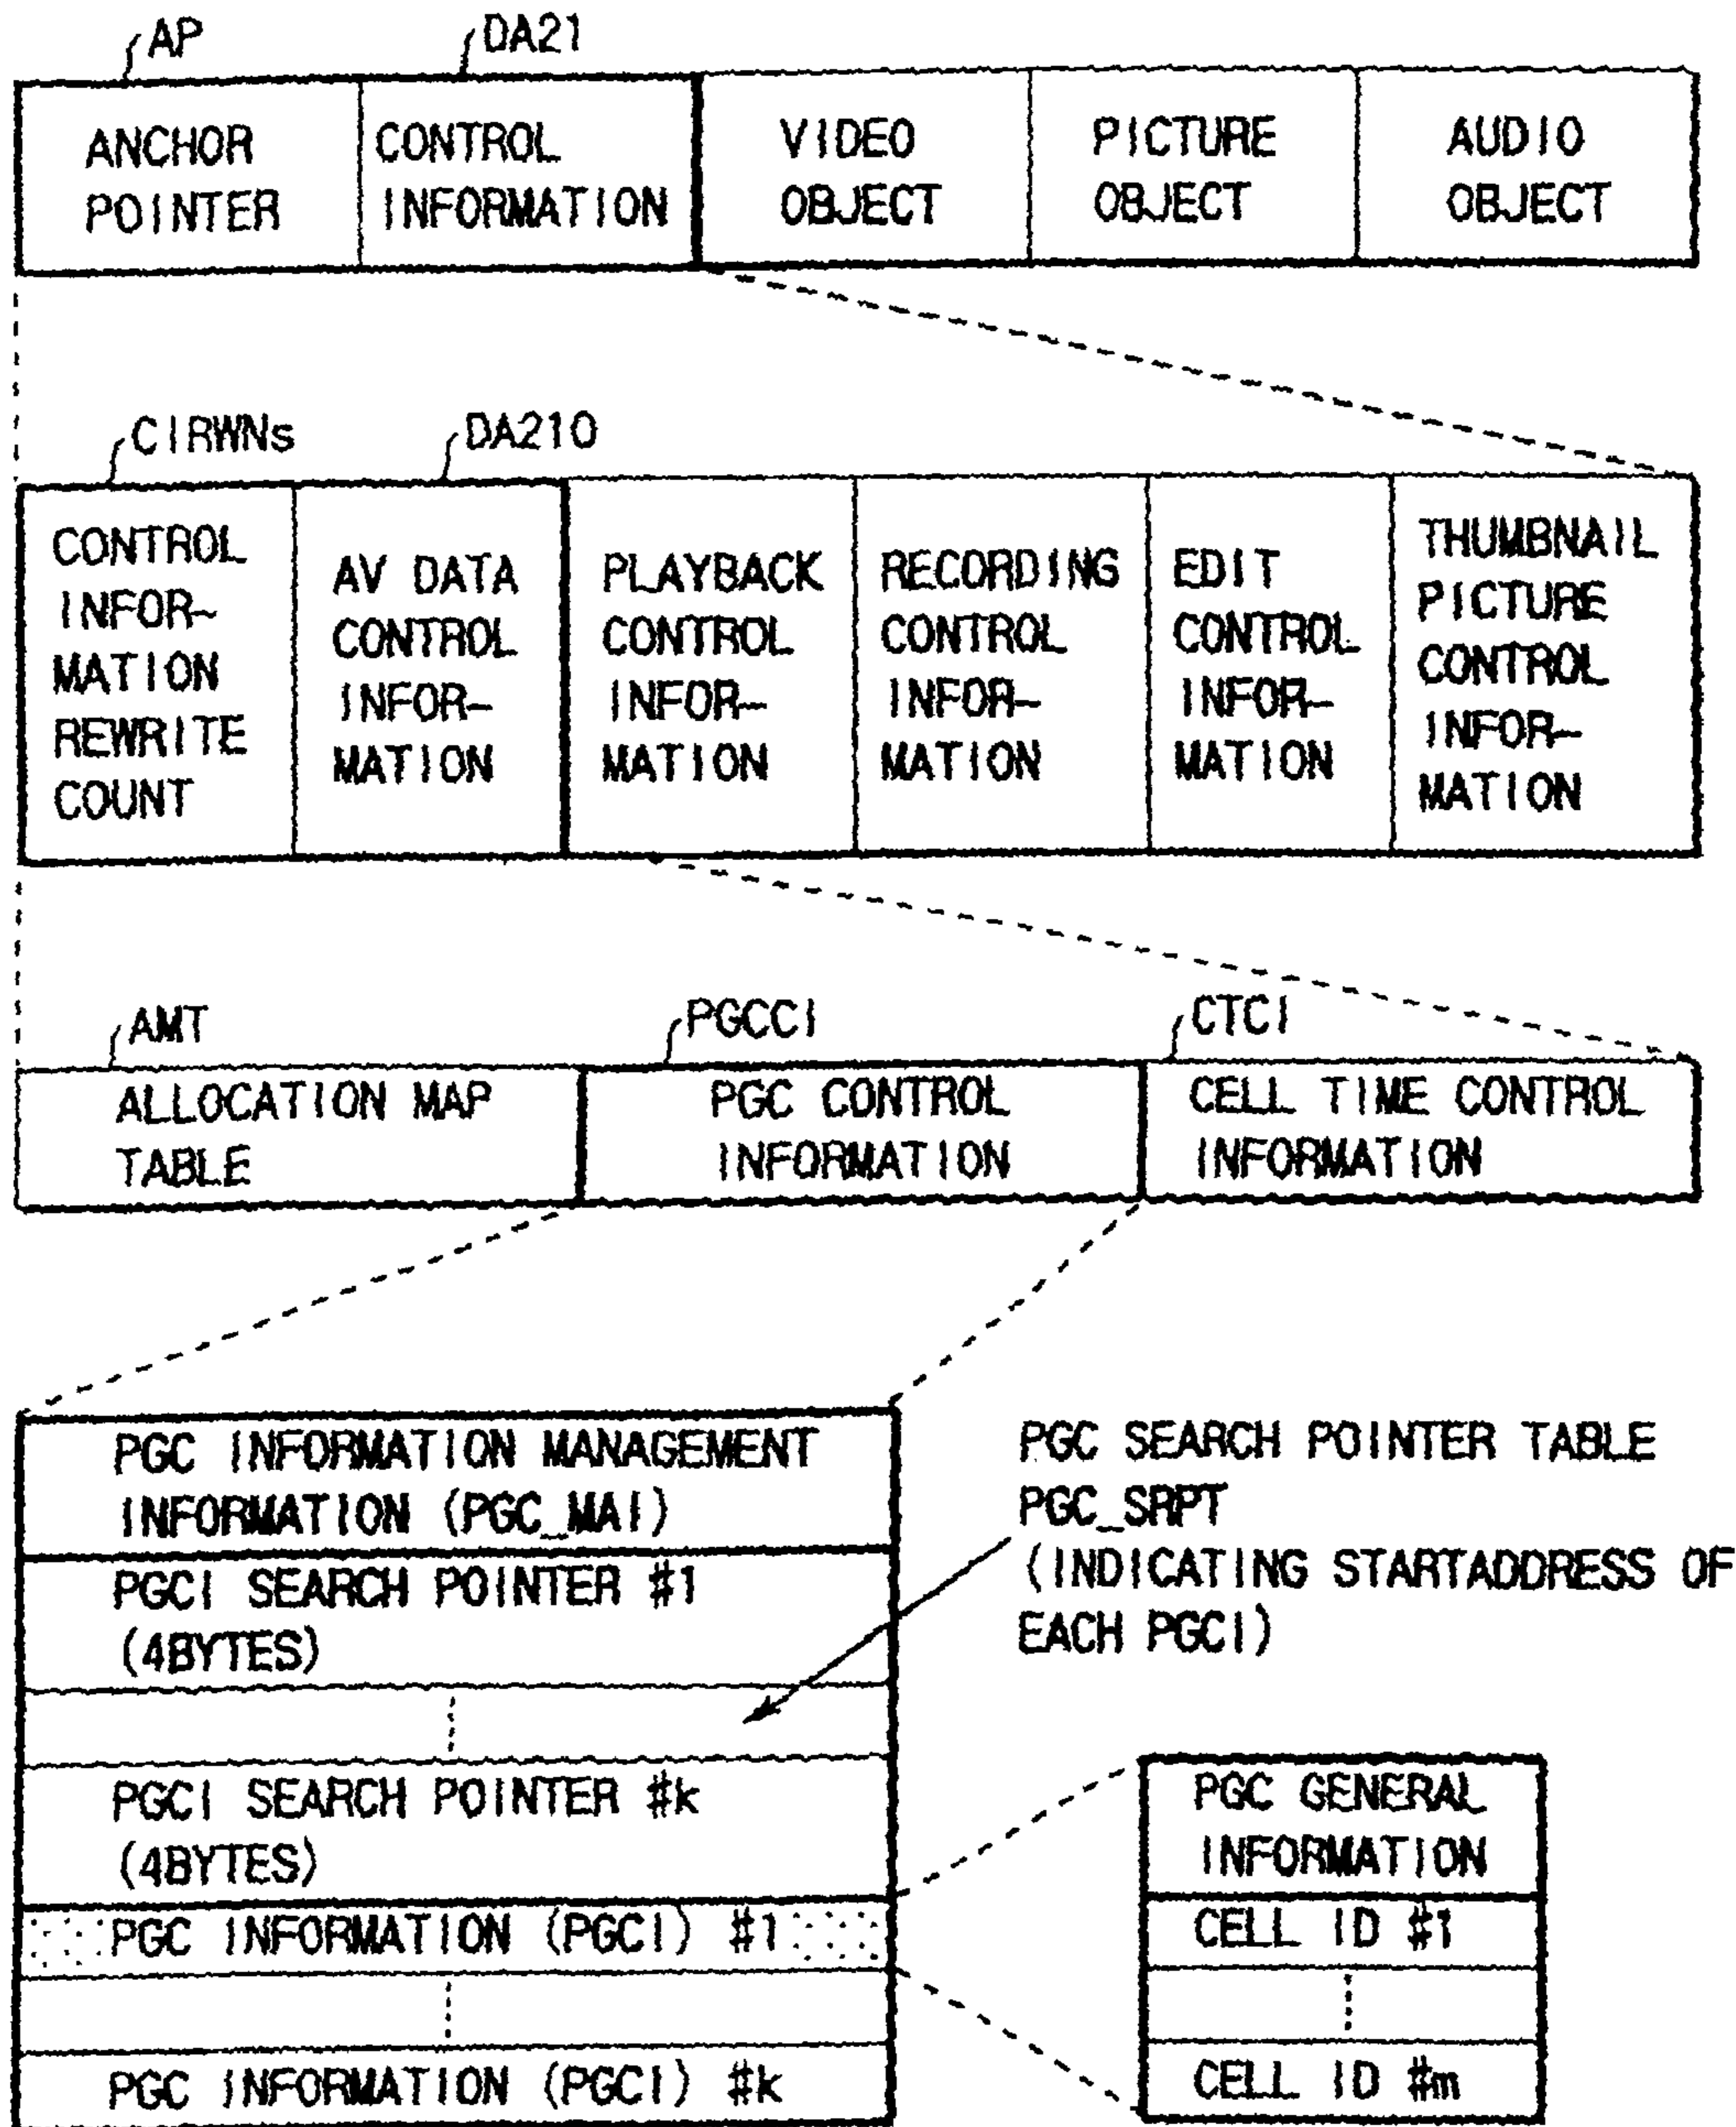 AP
DA21
ANCHOR
POINTER
CONTROL
INFORMATION
VIDEO
OBJECT
PICTURE
OBJECT
AUDIO
OBJECT
CIRWNs
DA210
CONTROL
INFOR-
MATION
REWRITE
COUNT
AV DATA
CONTROL
INFOR-
MATION
PLAYBACK
CONTROL
INFOR-
MATION
RECORDING
CONTROL
INFOR-
MATION
EDIT
CONTROL
INFOR-
MATION
THUMBNAIL
PICTURE
CONTROL
INFOR-
MATION
AMT
PGCCI
CTCI
ALLOCATION MAP
TABLE
PGC CONTROL
INFORMATION
CELL TIME CONTROL
INFORMATION
PGC INFORMATION MANAGEMENT
INFORMATION (PGC_MAI)
PGCI SEARCH POINTER #1
(4BYTES)
PGCI SEARCH POINTER #k
(4BYTES)
PGC INFORMATION (PGCI) #1
PGC INFORMATION (PGCI) #k
PGC SEARCH POINTER TABLE
PGC_SRPT
(INDICATING STARTADDRESS OF
EACH PGCI)
PGC GENERAL
INFORMATION
CELL ID #1
CELL ID #m